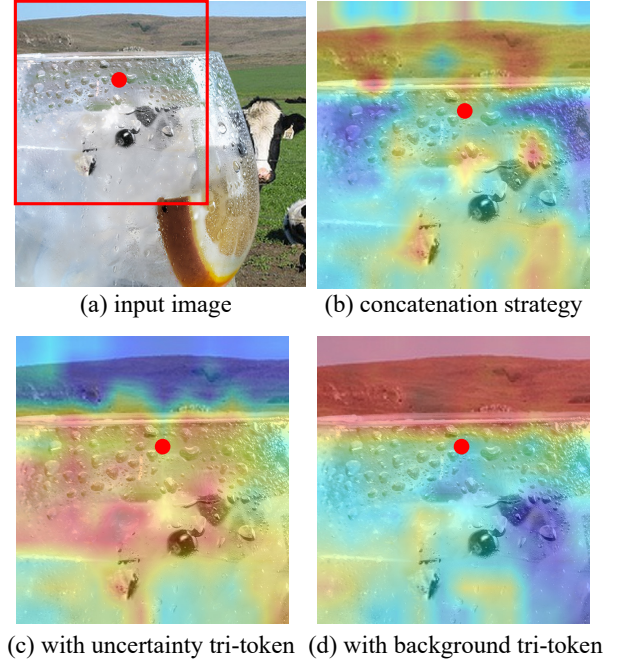 (a) input image
(b) concatenation strategy
(c) with uncertainty tri-token
(d) with background tri-token